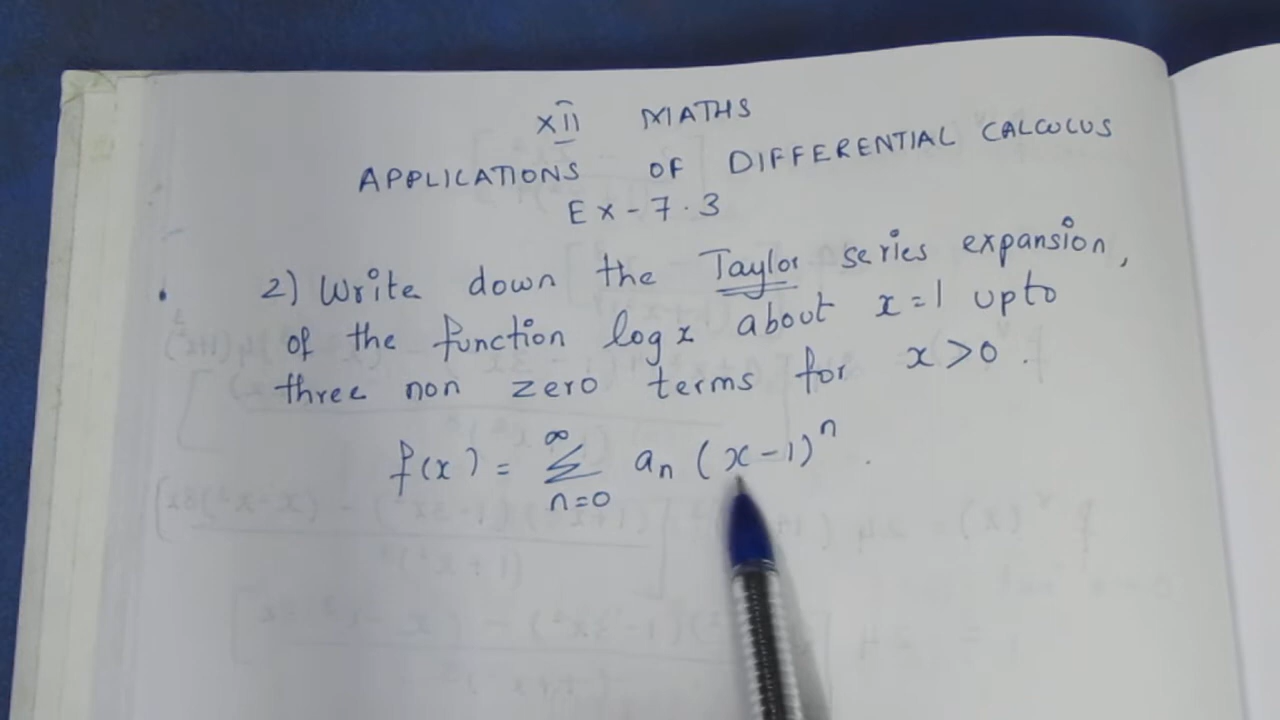 XII MATHS
APPLICATIONS OF DIFFERENTIAL CALCULUS
EX-7.3
2) Write down the Taylor series expansion,
of the function log x about x=1 upto
three non zero terms for x>0.
f(x) = ∞∑n=0 aₙ (x-1)ⁿ.